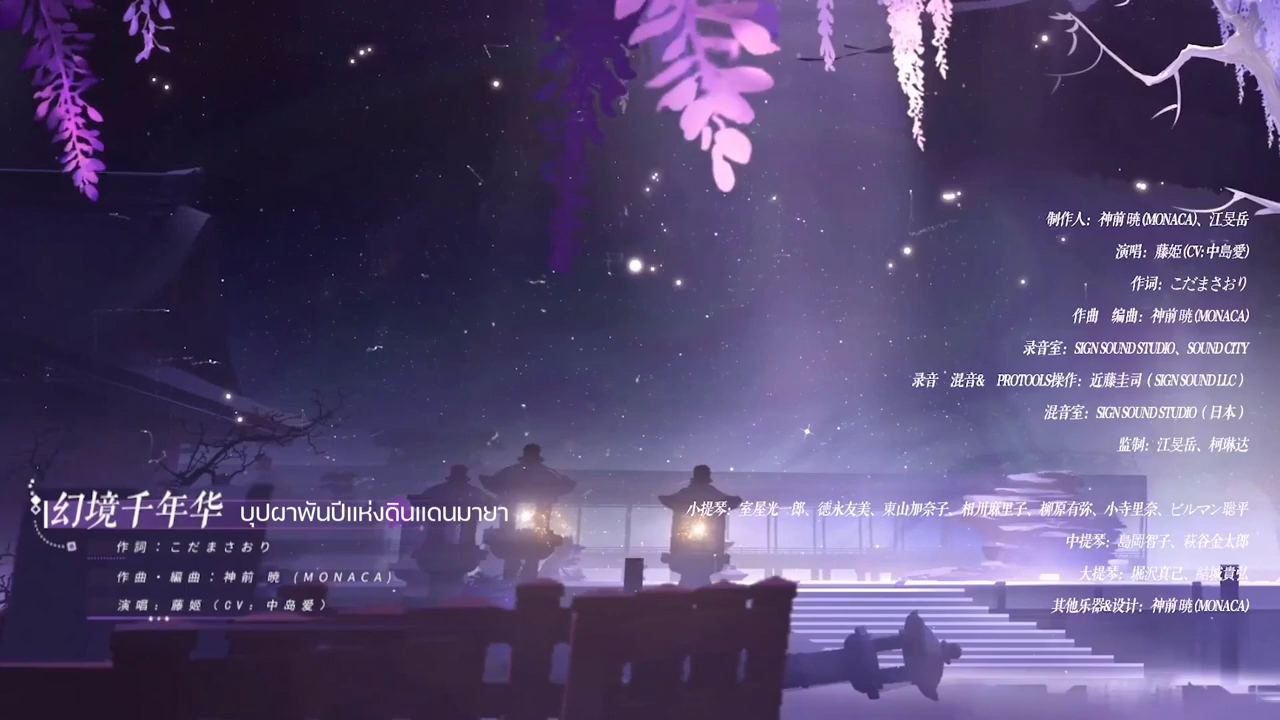 制作人：神前 暁(MONACA)、江旻岳
演唱：藤姬(CV:中島愛)
作词：こだまさおり
作曲 编曲：神前 暁(MONACA)
录音室：SIGN SOUND STUDIO、SOUND CITY
录音 混音& PROTOOLS操作：近藤圭司（SIGN SOUND LLC）
混音室：SIGN SOUND STUDIO（日本）
监制：江旻岳、柯琳达
幻境千年华 บุปผาพันปีแห่งดินแดนมายา
作詞：こだまさおり
作曲・編曲：神前 暁 (MONACA)
演唱：藤姬（CV：中岛爱）
小提琴：室屋光一郎、徳永友美、東山加奈子、相川麻里子、柳原有弥、小寺里奈、ビルマン聡平
中提琴：島岡智子、萩谷金太郎
大提琴：堀沢真己、結城貴弘
其他乐器&设计：神前 暁(MONACA)